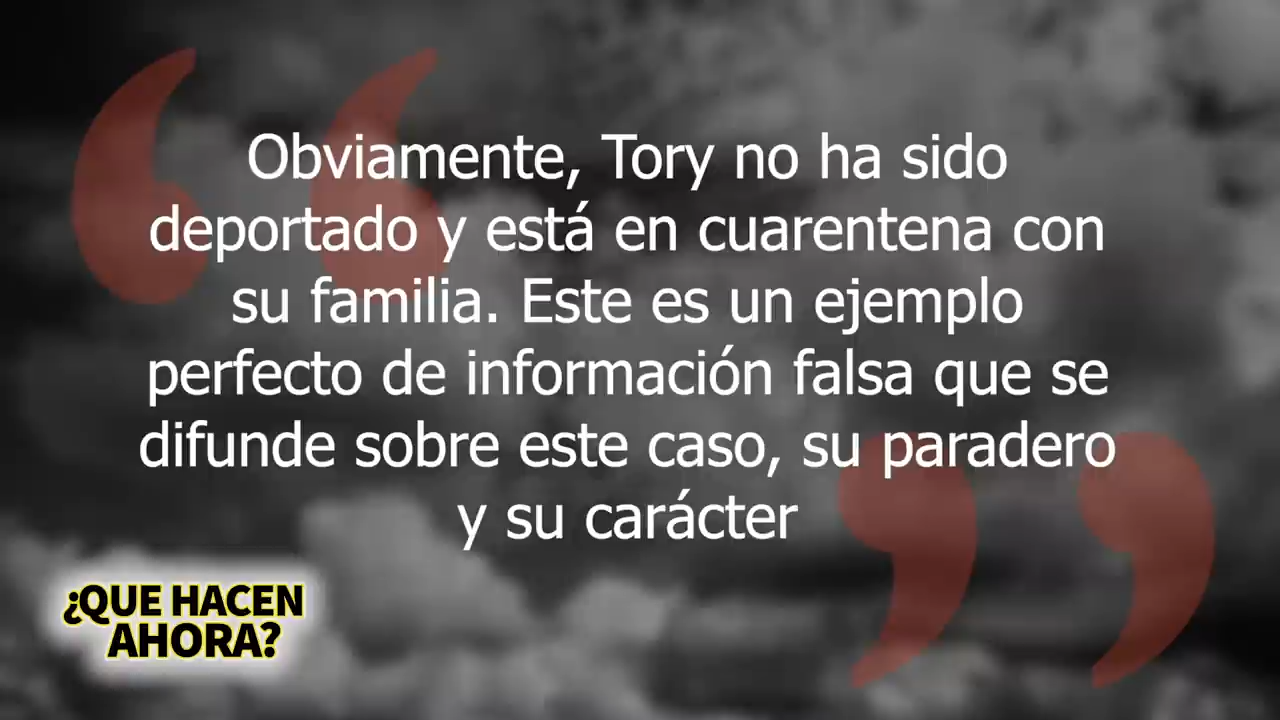 Obviamente, Tory no ha sido
deportado y está en cuarentena con
su familia. Este es un ejemplo
perfecto de información falsa que se
difunde sobre este caso, su paradero
y su carácter
¿QUE HACEN
AHORA?